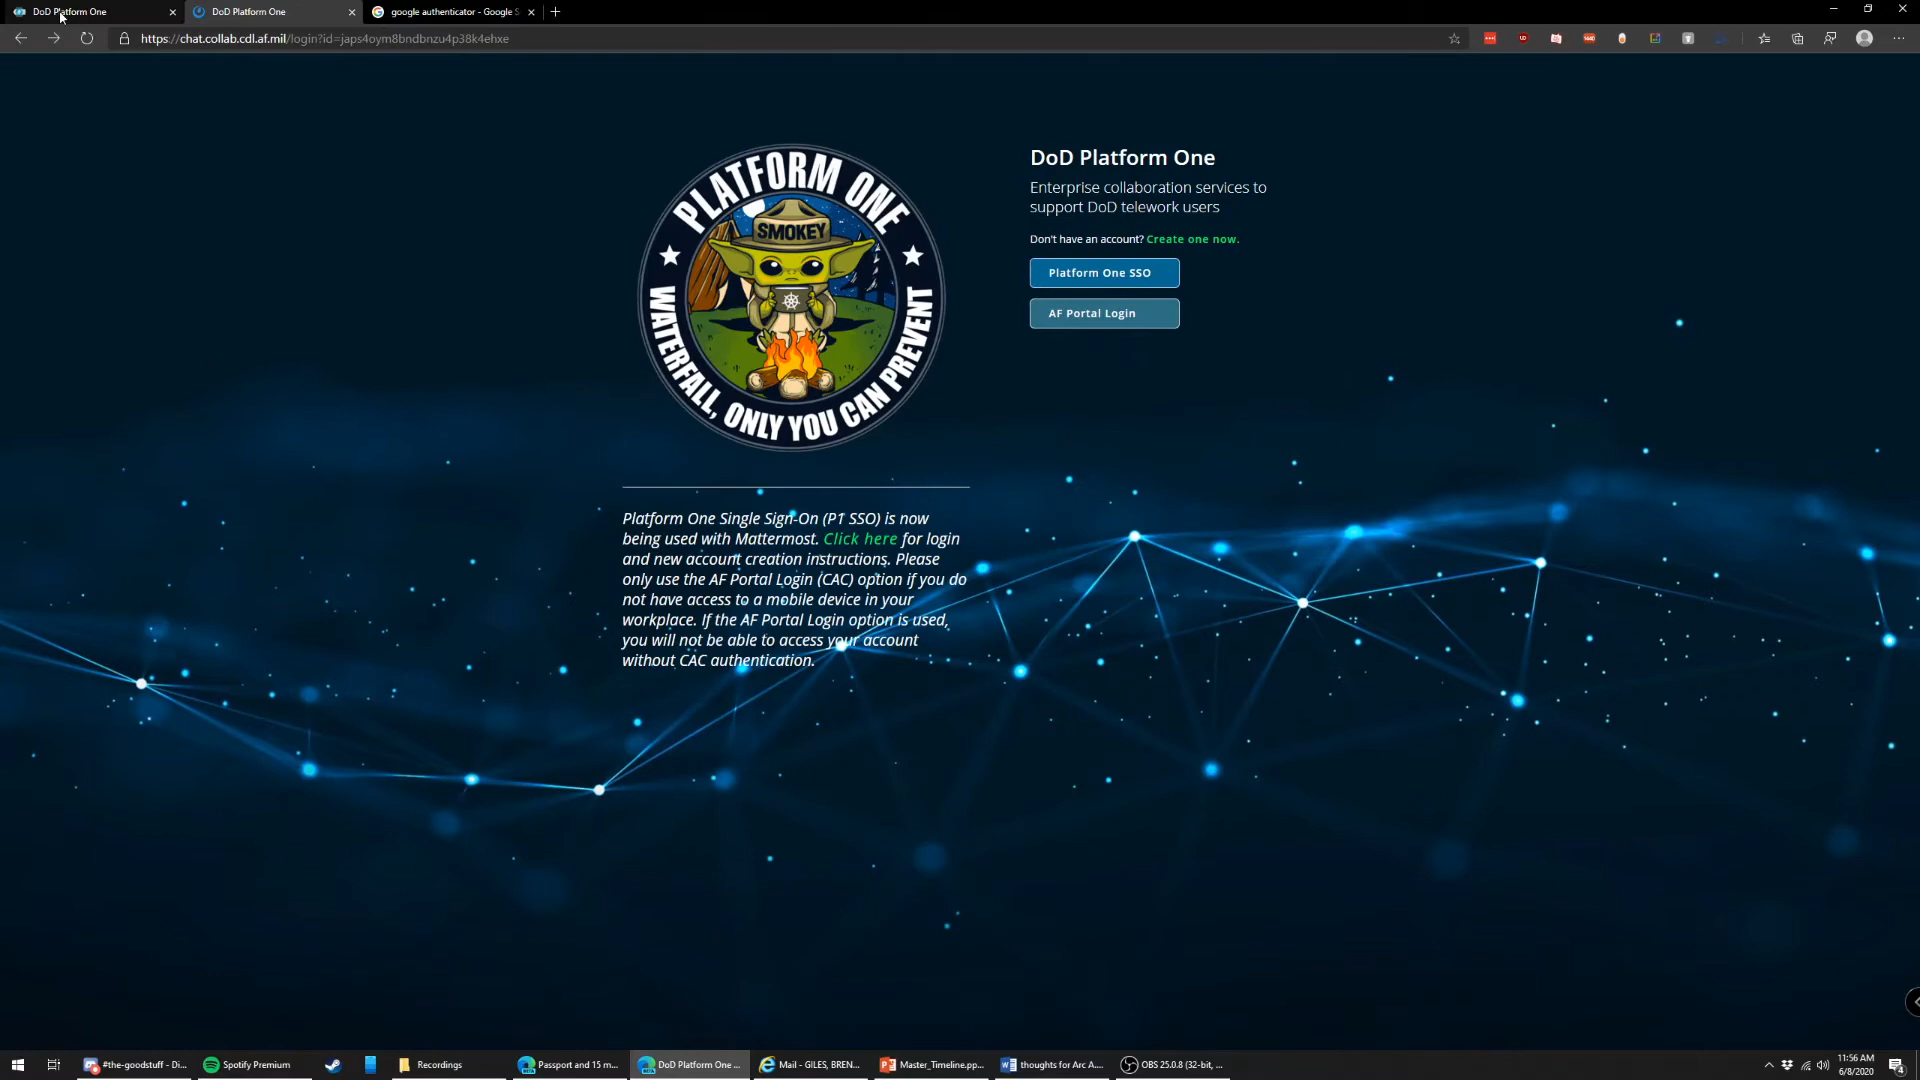 DoD Platform One
DoD Platform One
google authenticator - Google S
https://chat.collab.cdl.af.mil/login?id=japs4oym8bndbnzu4p38k4ehxe
PLATFORM ONE
SMOKEY
WATERFALL, ONLY YOU CAN PREVENT
DoD Platform One
Enterprise collaboration services to
support DoD telework users
Don't have an account? Create one now.
Platform One SSO
AF Portal Login
Platform One Single Sign-On (P1 SSO) is now
being used with Mattermost. Click here for login
and new account creation instructions. Please
only use the AF Portal Login (CAC) option if you do
not have access to a mobile device in your
workplace. If the AF Portal Login option is used,
you will not be able to access your account
without CAC authentication.
#the-goodstuff - Di...
Spotify Premium
Recordings
Passport and 15 m...
DoD Platform One ...
Mail - GILES, BREN...
Master_Timeline.pp...
thoughts for Arc A...
OBS 25.0.8 (32-bit, ...
11:56 AM
6/8/2020
4